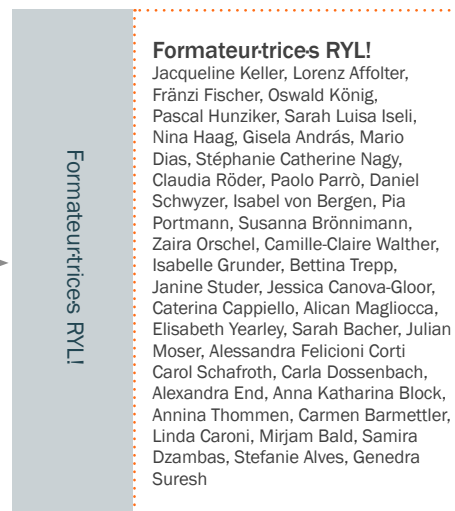 Formateur·trice·s RYL!
Formateur·trice·s RYL!
Jacqueline Keller, Lorenz Affolter,
Fränzi Fischer, Oswald König,
Pascal Hunziker, Sarah Luisa Iseli,
Nina Haag, Gisela András, Mario
Dias, Stéphanie Catherine Nagy,
Claudia Röder, Paolo Parrò, Daniel
Schwyzer, Isabel von Bergen, Pia
Portmann, Susanna Brönnimann,
Zaira Orschel, Camille-Claire Walther,
Isabelle Grunder, Bettina Trepp,
Janine Studer, Jessica Canova-Gloor,
Caterina Cappiello, Alican Magliocca,
Elisabeth Yearley, Sarah Bacher, Julian
Moser, Alessandra Felicioni Corti
Carol Schafroth, Carla Dossenbach,
Alexandra End, Anna Katharina Block,
Annina Thommen, Carmen Barmettler,
Linda Caroni, Mirjam Bald, Samira
Dzambas, Stefanie Alves, Genedra
Suresh